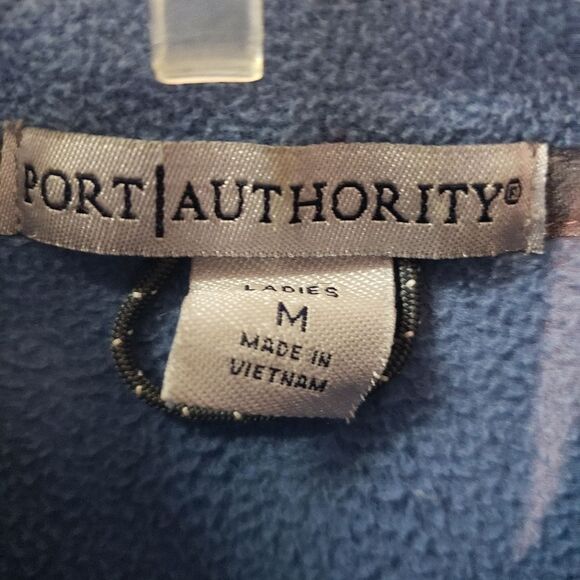 PORT|AUTHORITY®
LADIES
M
MADE IN
VIETNAM